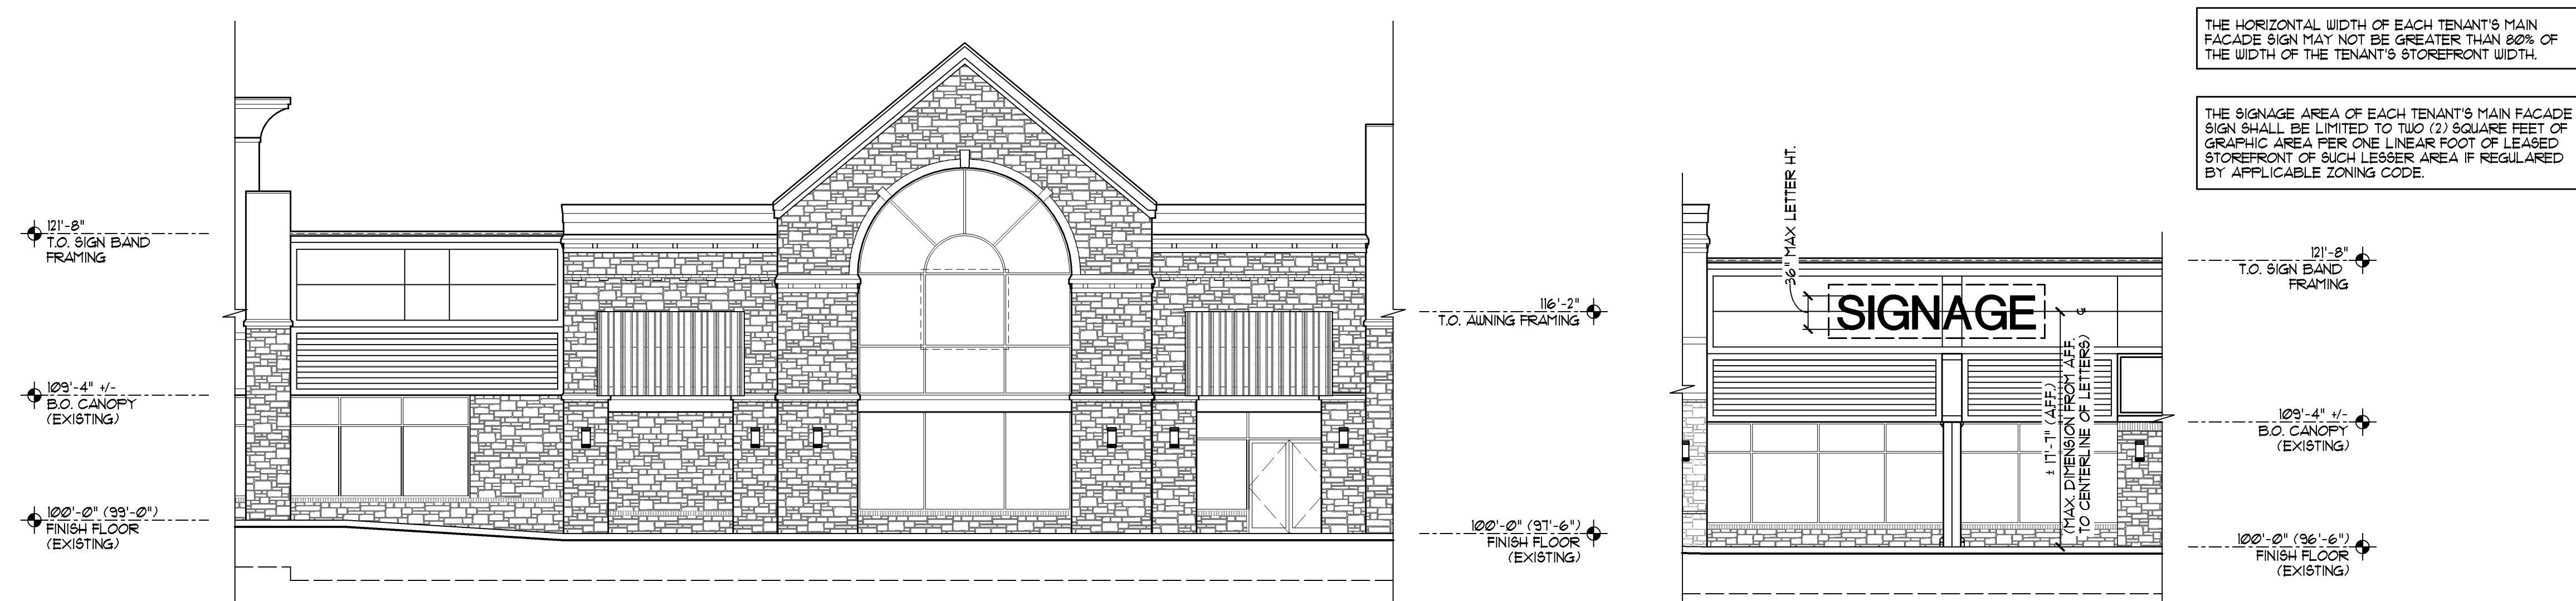 121'-8"
T.O. SIGN BAND
FRAMING
109'-4" +/-
B.O. CANOPY
(EXISTING)
100'-0" (99'-0")
FINISH FLOOR
(EXISTING)
116'-2"
T.O. AWNING FRAMING
100'-0" (97'-6")
FINISH FLOOR
(EXISTING)
36" MAX LETTER HT.
SIGNAGE
± 17'-7" (A.F.F.)
(MAX. DIMENSION FROM A.F.F.
TO CENTERLINE OF LETTERS)
121'-8"
T.O. SIGN BAND
FRAMING
109'-4" +/-
B.O. CANOPY
(EXISTING)
100'-0" (96'-6")
FINISH FLOOR
(EXISTING)
THE HORIZONTAL WIDTH OF EACH TENANT'S MAIN
FACADE SIGN MAY NOT BE GREATER THAN 80% OF
THE WIDTH OF THE TENANT'S STOREFRONT WIDTH.
THE SIGNAGE AREA OF EACH TENANT'S MAIN FACADE
SIGN SHALL BE LIMITED TO TWO (2) SQUARE FEET OF
GRAPHIC AREA PER ONE LINEAR FOOT OF LEASED
STOREFRONT OF SUCH LESSER AREA IF REGULARED
BY APPLICABLE ZONING CODE.